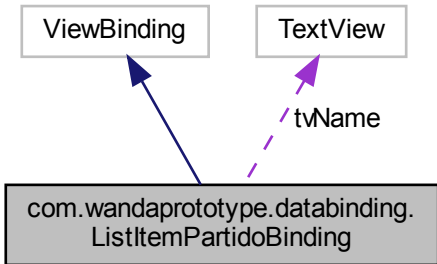 ViewBinding
TextView
tvName
com.wandaprototype.databinding.
ListItemPartidoBinding